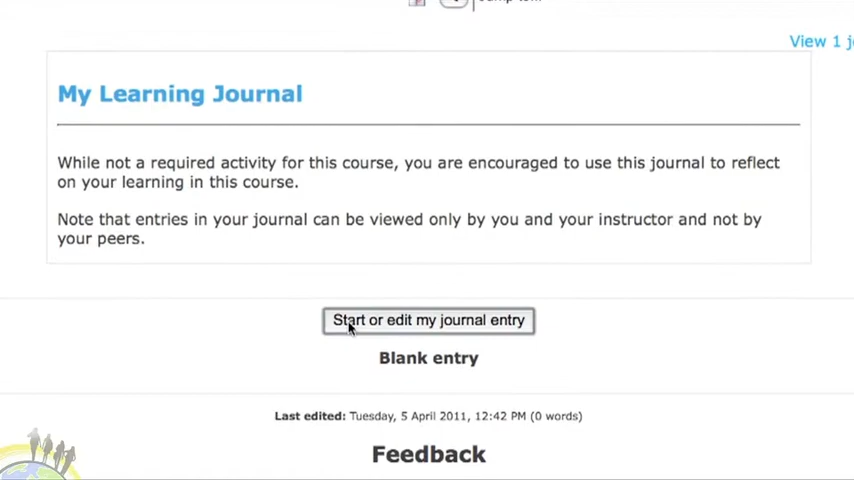 View 1
My Learning Journal
While not a required activity for this course, you are encouraged to use this journal to reflect
on your learning in this course.
Note that entries in your journal can be viewed only by you and your instructor and not by
your peers.
Start or edit my journal entry
Blank entry
Last edited: Tuesday, 5 April 2011, 12:42 PM (0 words)
Feedback